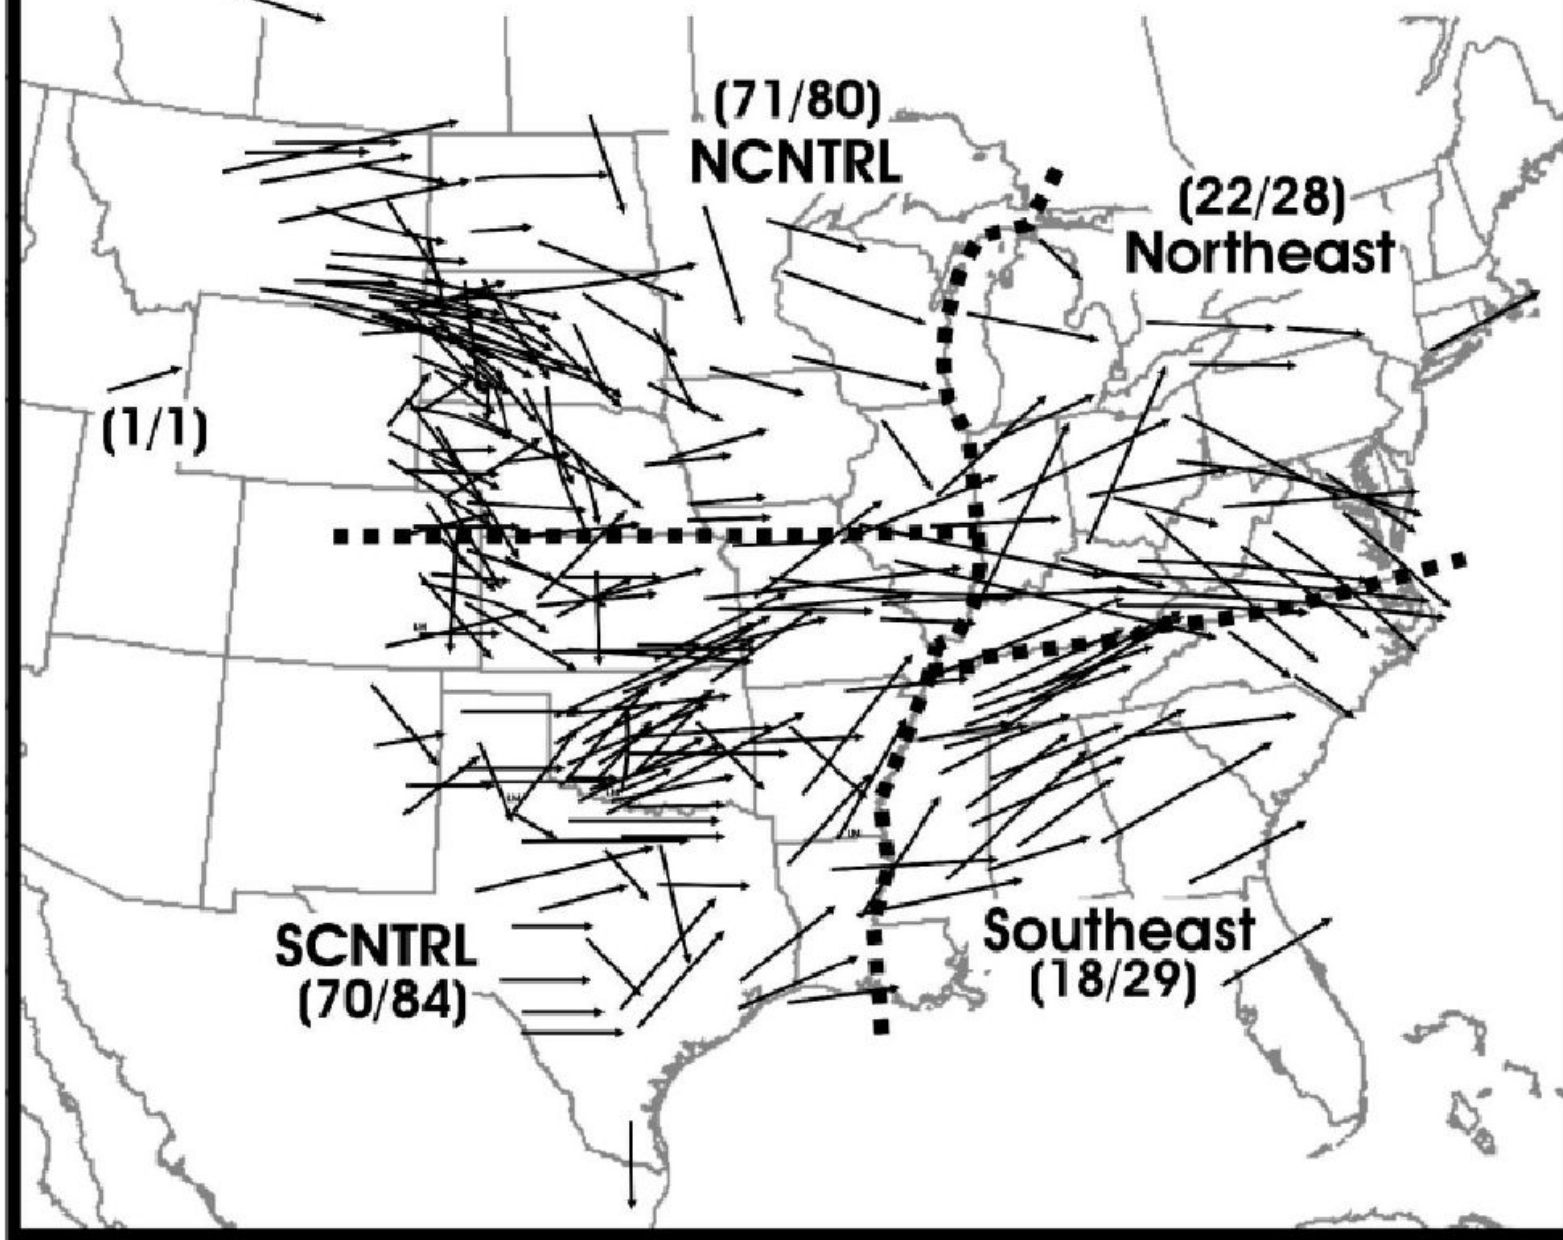 (71/80)
NCNTRL
(22/28)
Northeast
(1/1)
SCNTRL
(70/84)
Southeast
(18/29)